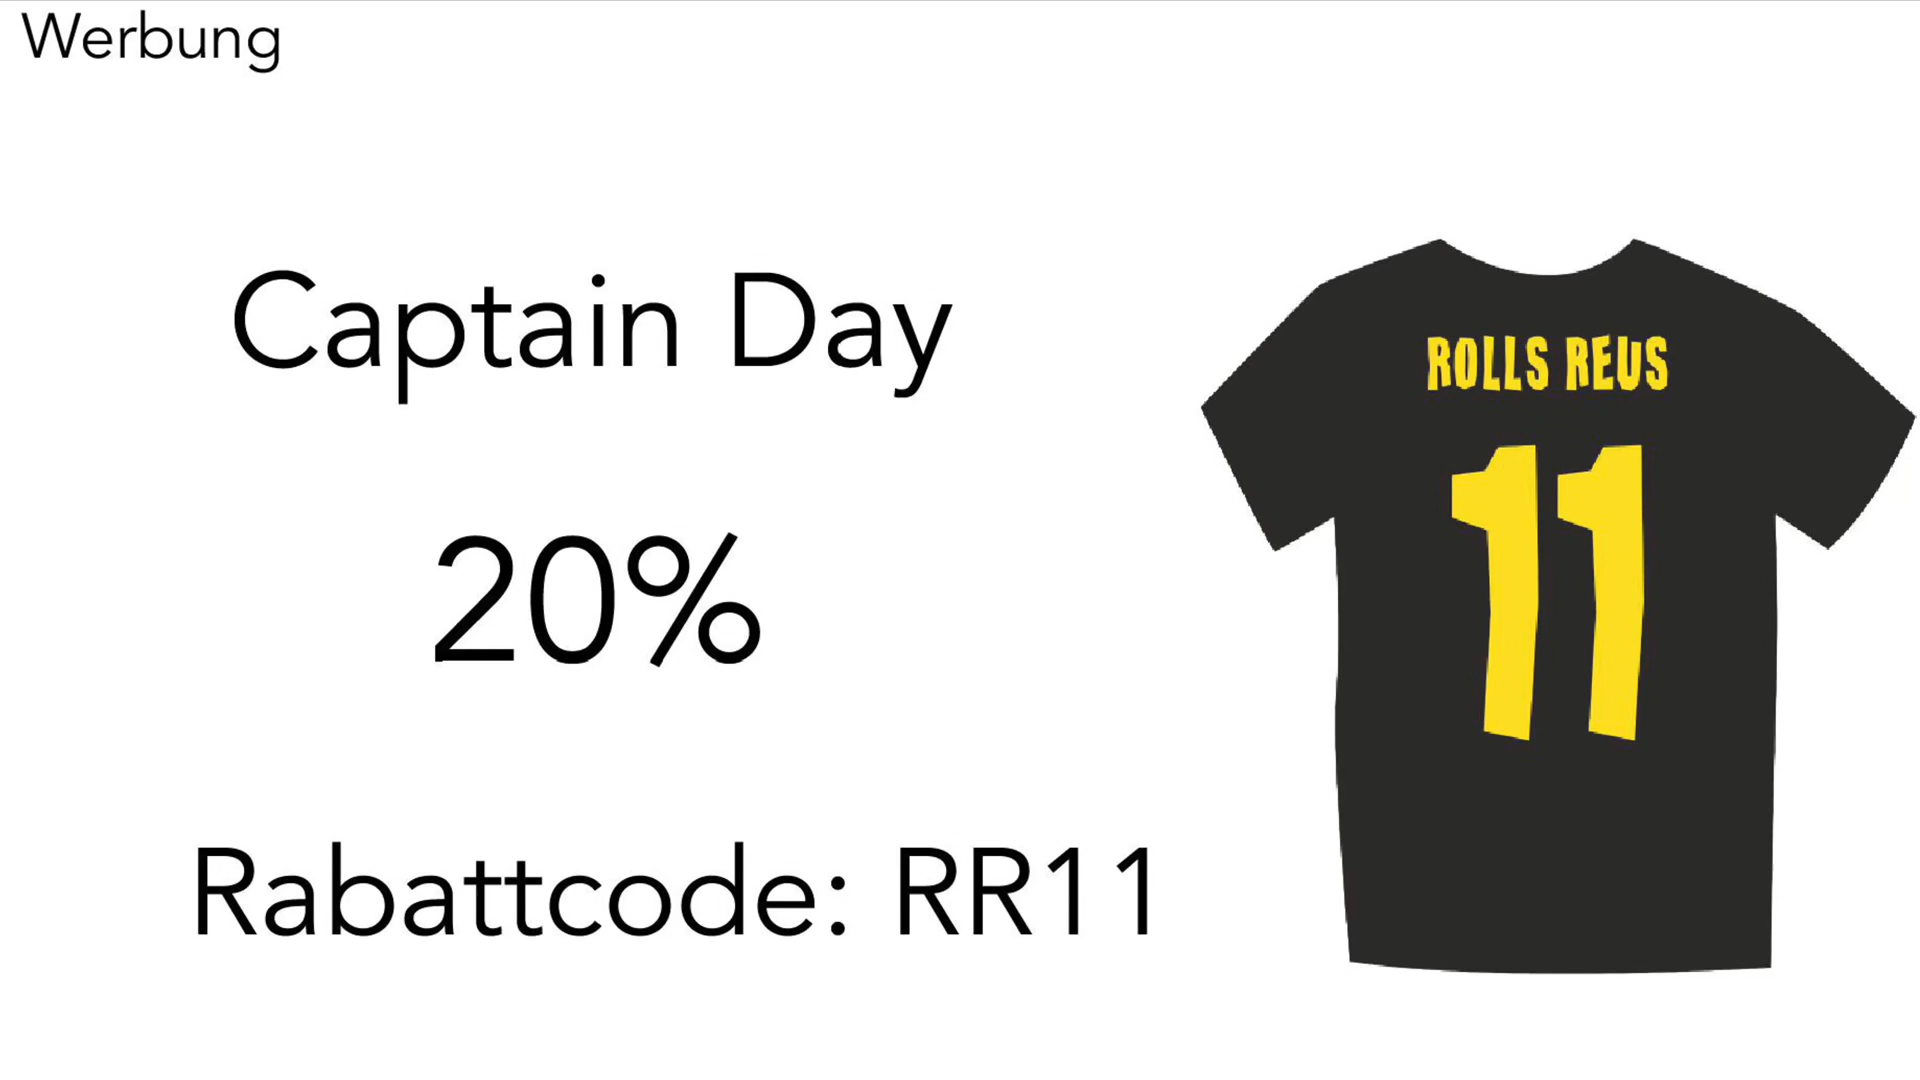 Werbung
Captain Day
20%
Rabattcode: RR11
ROLLS REUS
11